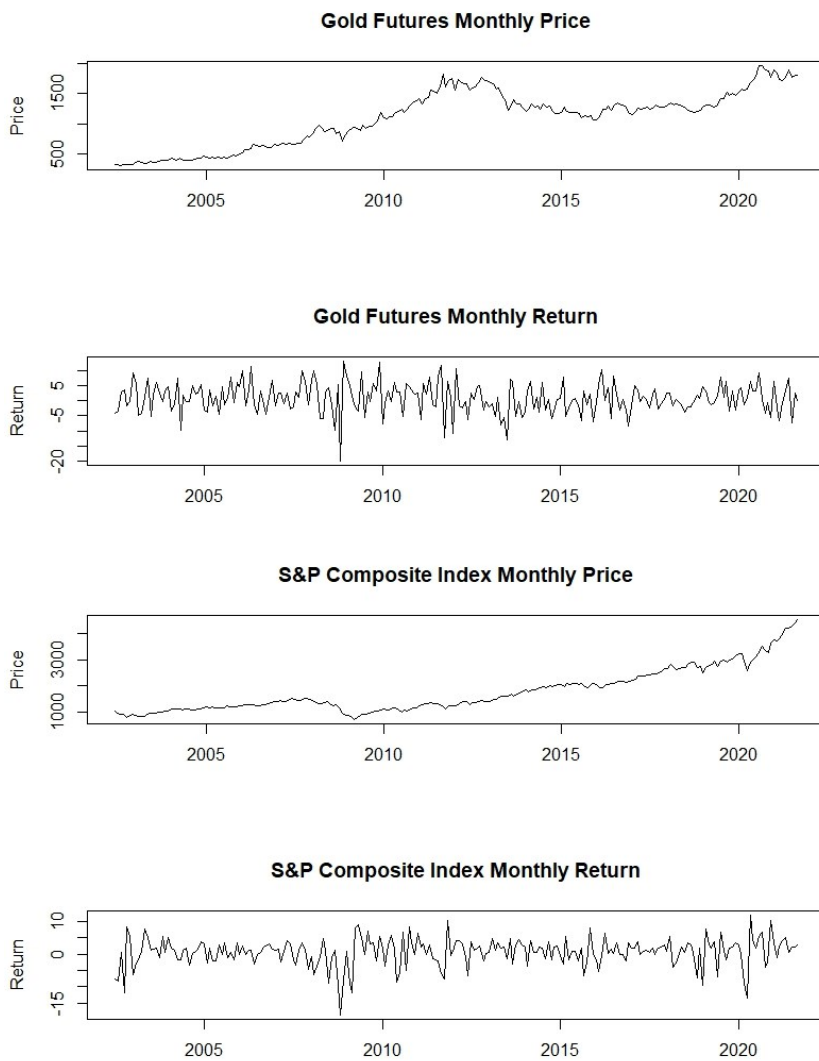 Gold Futures Monthly Price
Price
1500
500
2005 2010 2015 2020
Gold Futures Monthly Return
Return
5
-5
-20
2005 2010 2015 2020
S&P Composite Index Monthly Price
Price
3000
1000
2005 2010 2015 2020
S&P Composite Index Monthly Return
Return
10
0
-15
2005 2010 2015 2020